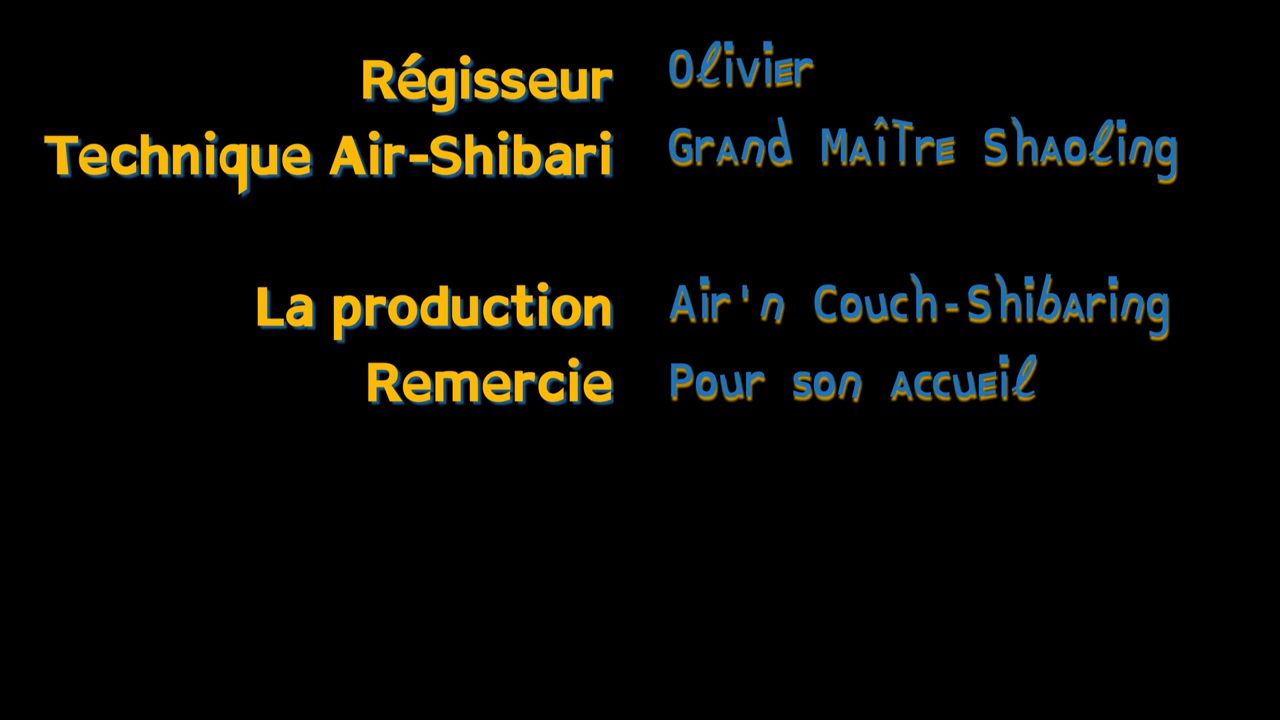 Régisseur Olivier
Technique Air-Shibari Grand Maître Shaoling
La production Air'n Couch-Shibaring
Remercie Pour son accueil